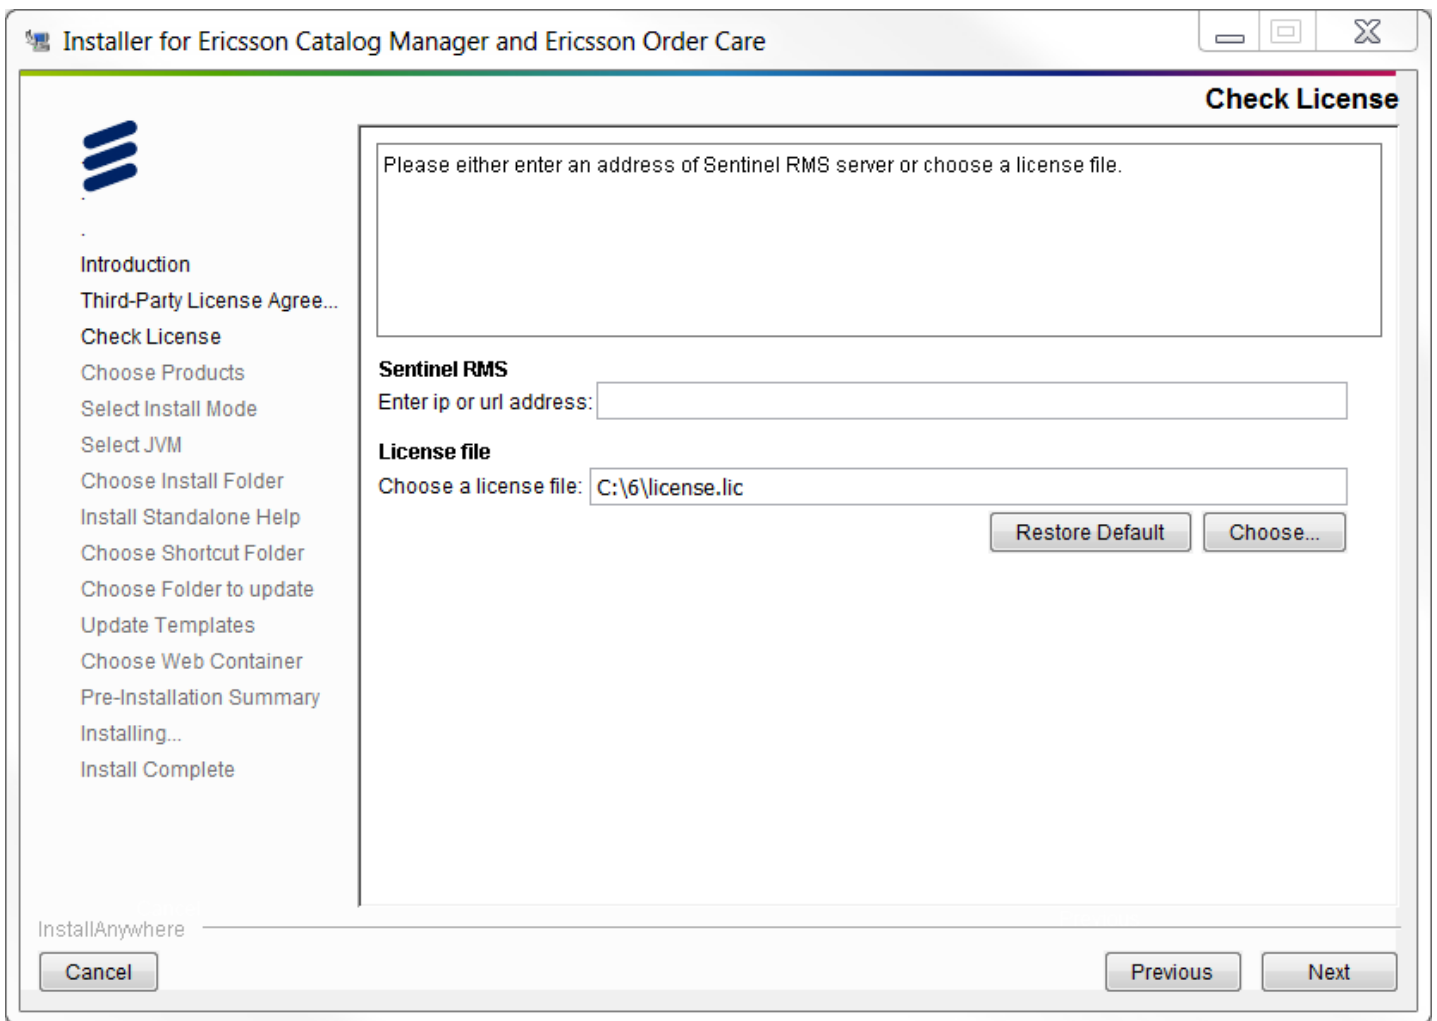 Installer for Ericsson Catalog Manager and Ericsson Order Care
Check License
Please either enter an address of Sentinel RMS server or choose a license file.
.
.
Introduction
Third-Party License Agree...
Check License
Choose Products
Select Install Mode
Select JVM
Choose Install Folder
Install Standalone Help
Choose Shortcut Folder
Choose Folder to update
Update Templates
Choose Web Container
Pre-Installation Summary
Installing...
Install Complete
Sentinel RMS
Enter ip or url address:
License file
Choose a license file: C:\6\license.lic
Restore Default Choose...
InstallAnywhere
Cancel Previous Next